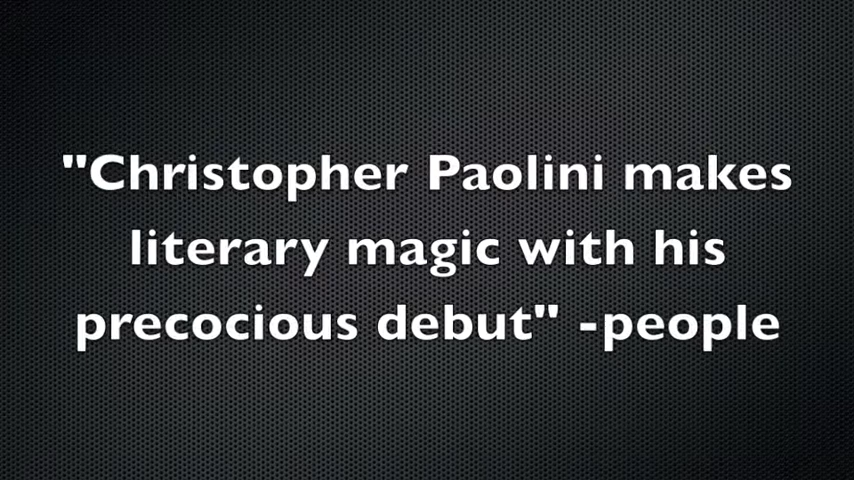 "Christopher Paolini makes
literary magic with his
precocious debut" -people